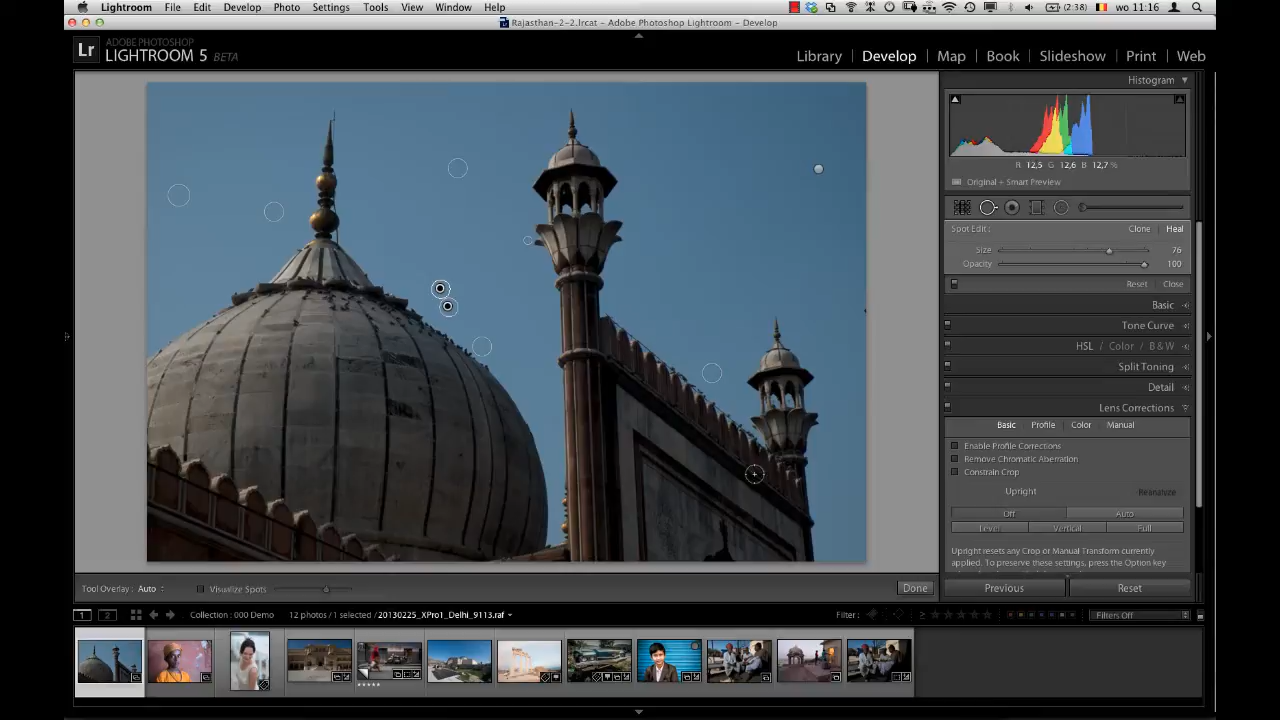 Lightroom File Edit Develop Photo Settings Tools View Window Help
(2:38) wo 11:16
Rajasthan-2-2.lrcat - Adobe Photoshop Lightroom - Develop
Lr ADOBE PHOTOSHOP
LIGHTROOM 5 BETA
Library | Develop | Map | Book | Slideshow | Print | Web
Histogram
R 12,5 G 12,6 B 12,7 %
Original + Smart Preview
Spot Edit : Clone Heal
Size 76
Opacity 100
Reset Close
Basic
Tone Curve
HSL / Color / B & W
Split Toning
Detail
Lens Corrections
Basic Profile Color Manual
Enable Profile Corrections
Remove Chromatic Aberration
Constrain Crop
Upright Reanalyze
Off Auto
Level Vertical Full
Upright resets any Crop or Manual Transform currently
applied. To preserve these settings, press the Option key
Tool Overlay : Auto Visualize Spots Done Previous Reset
1 2 Collection : 000 Demo 12 photos / 1 selected / 20130225_XPro1_Delhi_9113.raf Filter : Filters Off